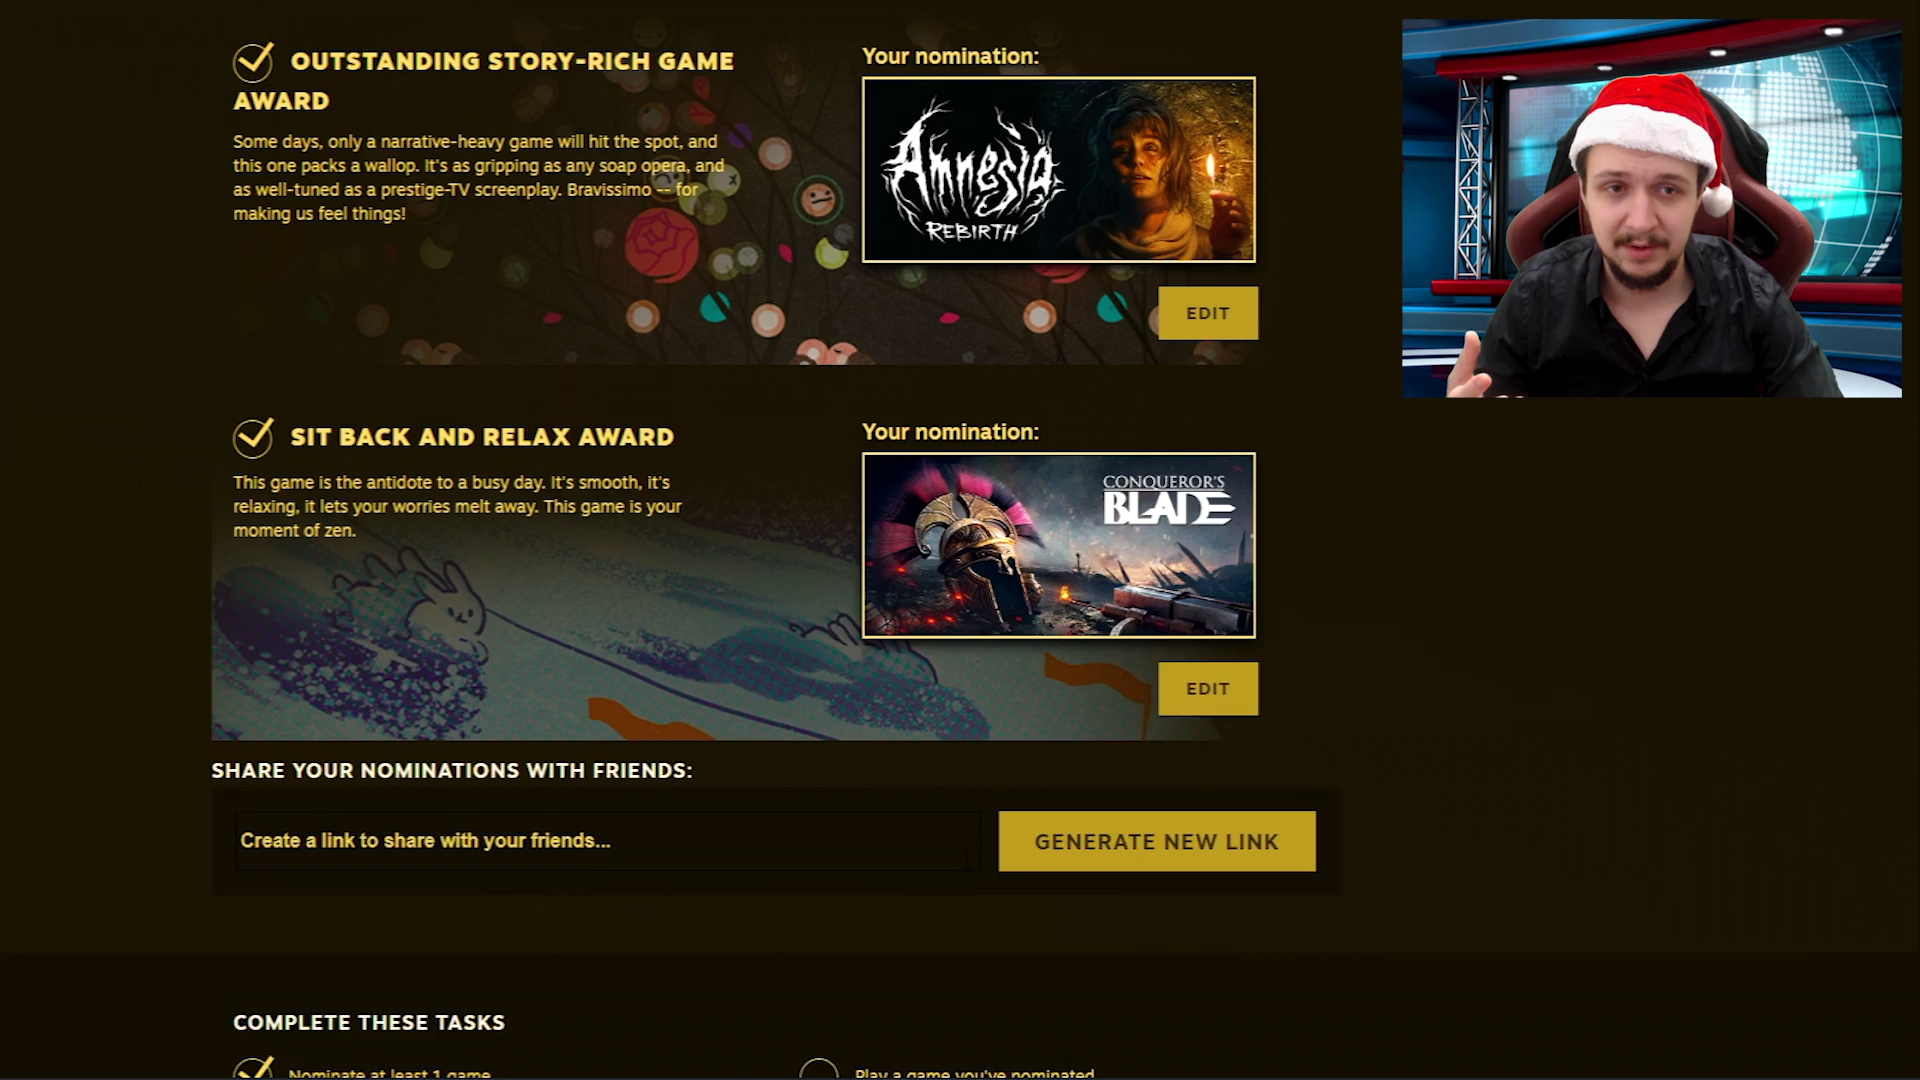 OUTSTANDING STORY-RICH GAME
AWARD
Some days, only a narrative-heavy game will hit the spot, and
this one packs a wallop. It's as gripping as any soap opera, and
as well-tuned as a prestige-TV screenplay. Bravissimo -- for
making us feel things!
Your nomination:
Amnesia
REBIRTH
EDIT
SIT BACK AND RELAX AWARD
This game is the antidote to a busy day. It's smooth, it's
relaxing, it lets your worries melt away. This game is your
moment of zen.
Your nomination:
CONQUEROR'S
BLADE
EDIT
SHARE YOUR NOMINATIONS WITH FRIENDS:
Create a link to share with your friends...
GENERATE NEW LINK
COMPLETE THESE TASKS
Nominate at least 1 game
Play a game you've nominated